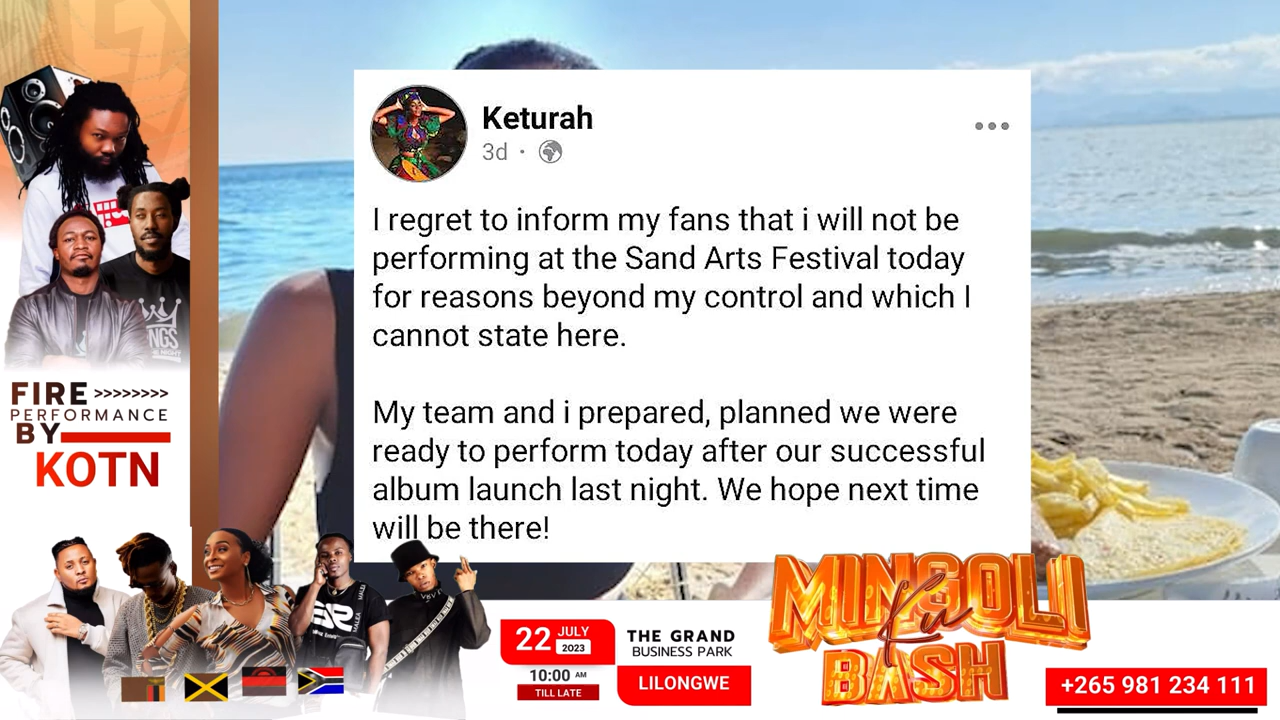 Keturah
3d ·
I regret to inform my fans that i will not be
performing at the Sand Arts Festival today
for reasons beyond my control and which I
cannot state here.
My team and i prepared, planned we were
ready to perform today after our successful
album launch last night. We hope next time
will be there!
FIRE >>>>>>>>
PERFORMANCE
BY
KOTN
22 JULY
2023
10:00 AM
TILL LATE
THE GRAND
BUSINESS PARK
LILONGWE
MINGOLI
Ku
BASH
+265 981 234 111